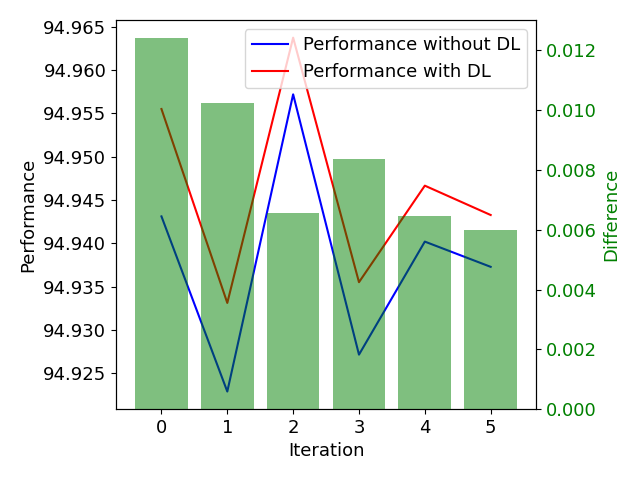 94.965
94.960
94.955
94.950
94.945
94.940
94.935
94.930
94.925
Performance
Performance without DL
Performance with DL
0.012
0.010
0.008
0.006
0.004
0.002
0.000
Difference
0 1 2 3 4 5
Iteration